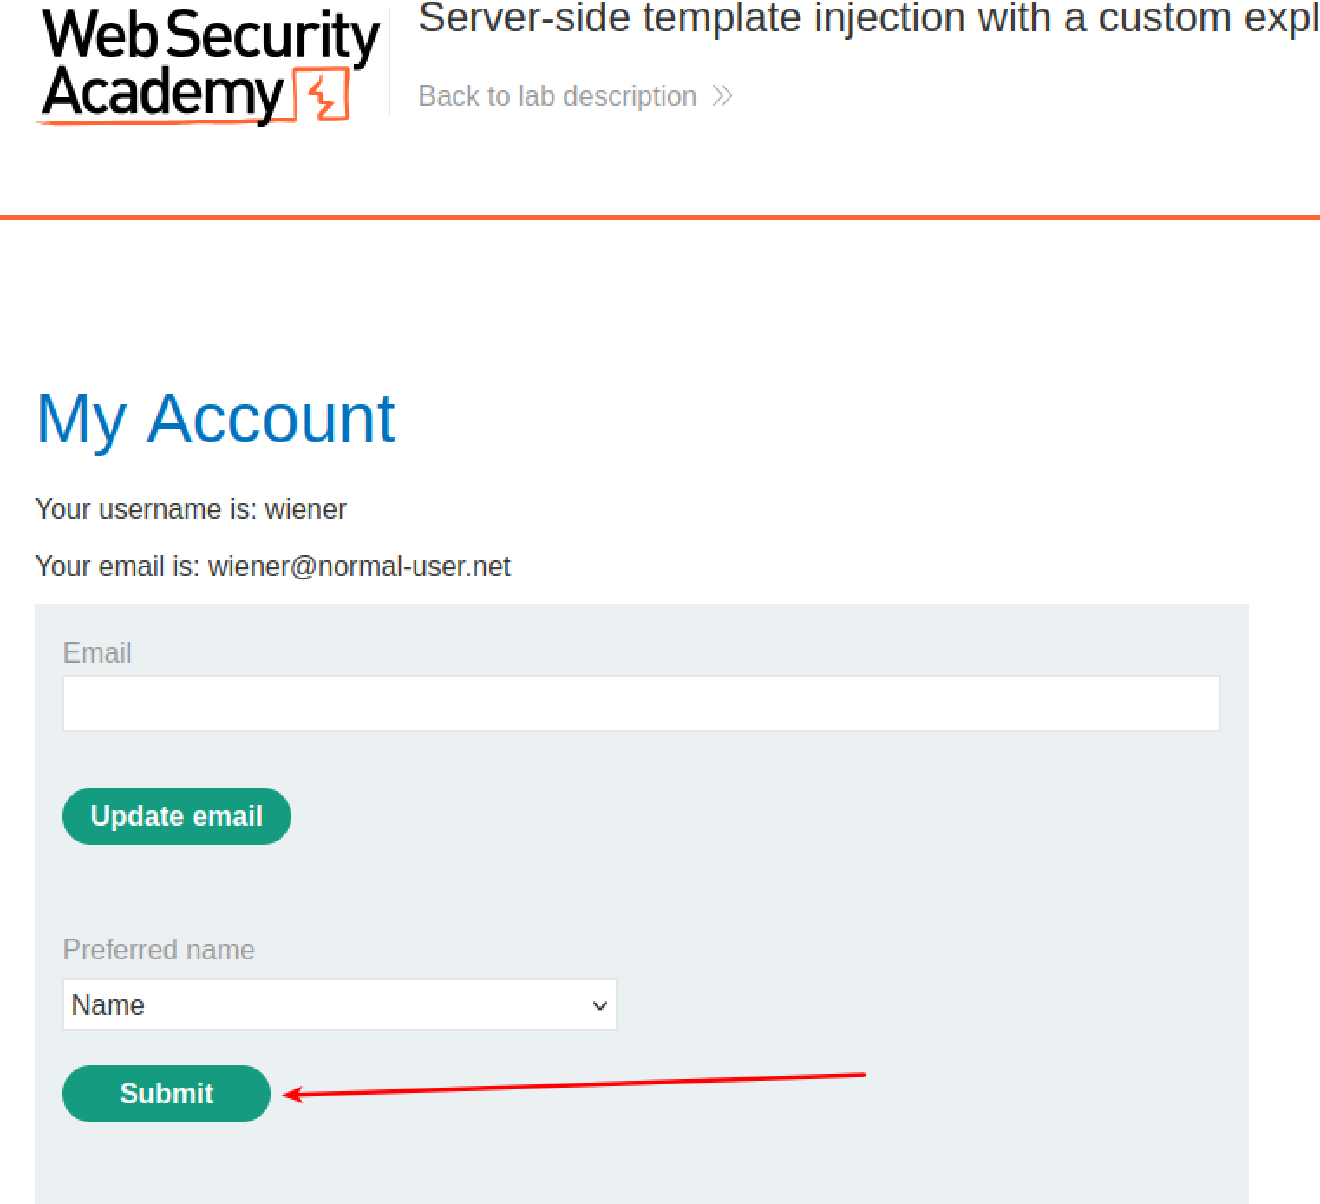 Web Security
Academy
Server-side template injection with a custom expl
Back to lab description
My Account
Your username is: wiener
Your email is: wiener@normal-user.net
Email
Update email
Preferred name
Name
Submit